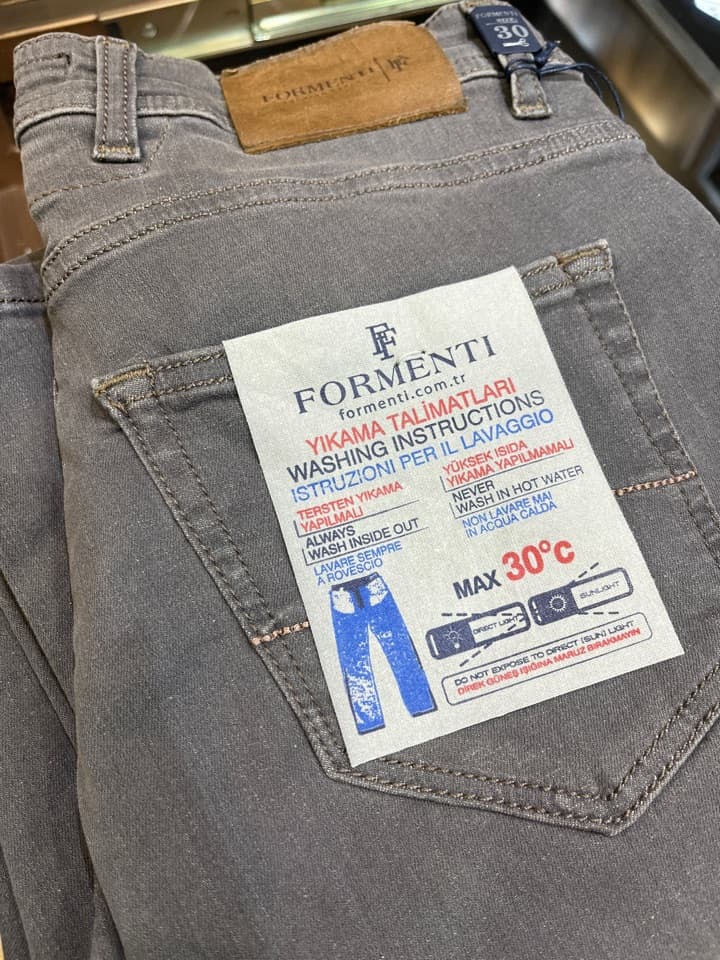 FORMENTI
FORMENTI
SIZE
30
FORMENTI
formenti.com.tr
YIKAMA TALİMATLARI
WASHING INSTRUCTIONS
ISTRUZIONI PER IL LAVAGGIO
TERSTEN YIKAMA
YAPILMALI
ALWAYS
WASH INSIDE OUT
LAVARE SEMPRE
A ROVESCIO
YÜKSEK ISIDA
YIKAMA YAPILMAMALI
NEVER
WASH IN HOT WATER
NON LAVARE MAI
IN ACQUA CALDA
MAX 30°C
DIRECT LIGHT
SUNLIGHT
DO NOT EXPOSE TO DIRECT (SUN) LIGHT
DIREK GÜNEŞ IŞIĞINA MARUZ BIRAKMAYIN